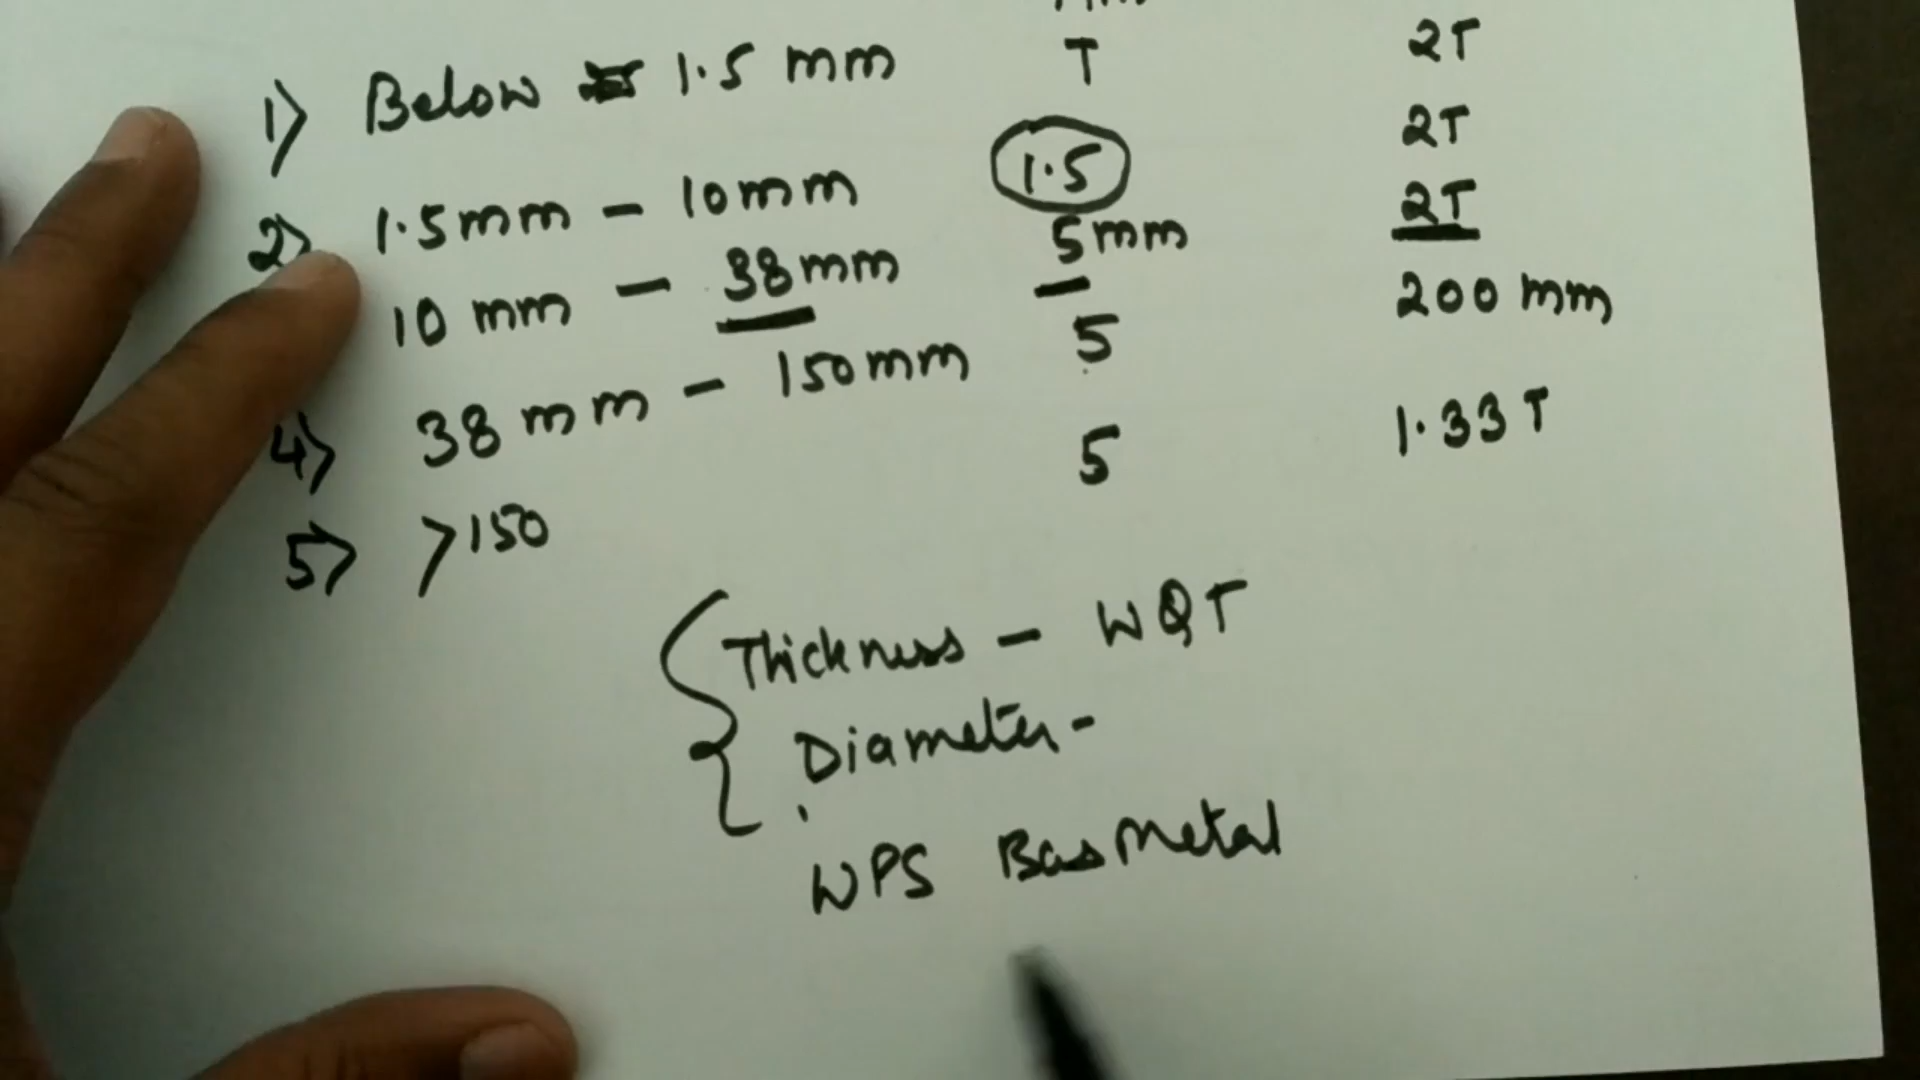 1) Below 1.5 mm T 2T
2) 1.5mm - 10mm 1.5 2T
10 mm - 38mm 5mm 2T
4) 38 mm - 150mm 5 200 mm
5) >150 5 1.33T
Thickness - WQT
Diameter -
WPS Bas Metal